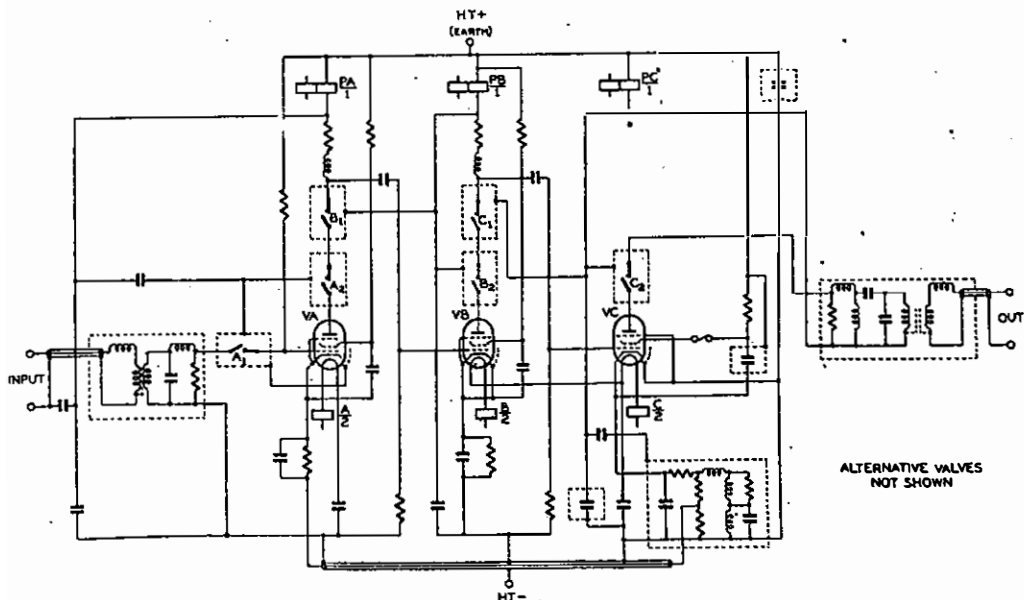 HT+
(EARTH)
PA
1
PB
1
PC
1
B1
C1
A2
B2
C2
VA
VB
VC
A1
INPUT
OUT
A
2
B
2
C
2
ALTERNATIVE VALVES
NOT SHOWN
HT-